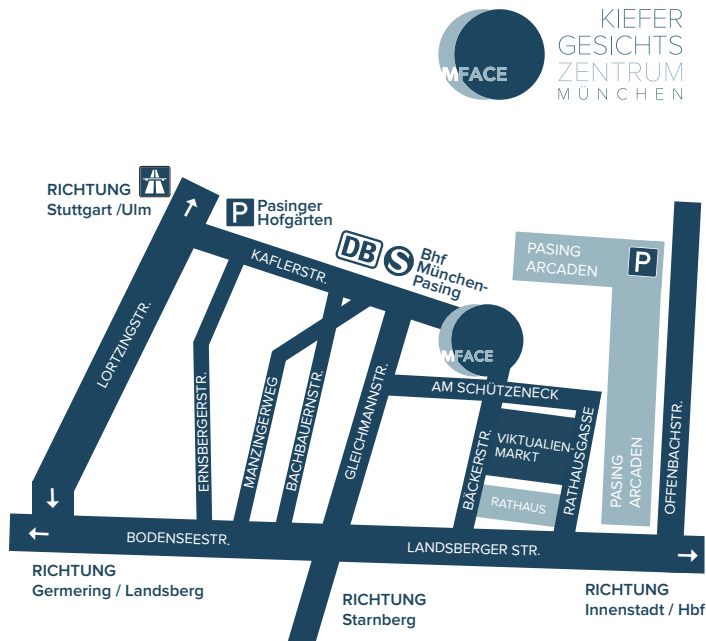 KIEFER
GESICHTS
ZENTRUM
MÜNCHEN
MFACE
RICHTUNG
Stuttgart /Ulm
P
Pasinger
Hofgärten
DB
S
Bhf
München-
Pasing
PASING
ARCADEN
P
KAFLERSTR.
LORTZINGSTR.
MFACE
AM SCHÜTZENECK
ERNSBERGERSTR.
MANZINGERWEG
BACHBAUERNSTR.
GLEICHMANNSTR.
BÄCKERSTR.
VIKTUALIEN-
MARKT
RATHAUSGASSE
RATHAUS
PASING
ARCADEN
OFFENBACHSTR.
BODENSEESTR.
LANDSBERGER STR.
RICHTUNG
Germering / Landsberg
RICHTUNG
Starnberg
RICHTUNG
Innenstadt / Hbf